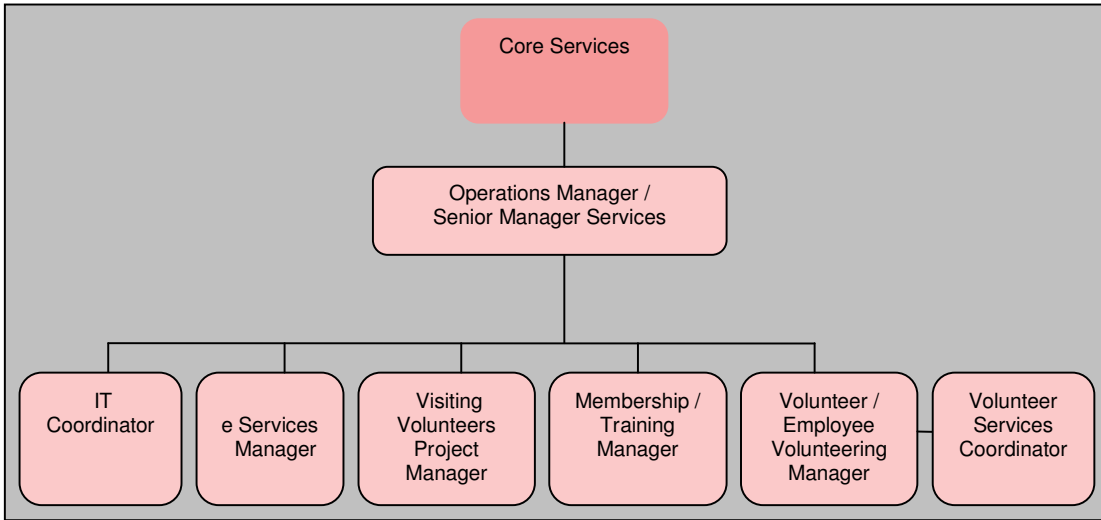 Core Services
Operations Manager /
Senior Manager Services
IT
Coordinator
e Services
Manager
Visiting
Volunteers
Project
Manager
Membership /
Training
Manager
Volunteer /
Employee
Volunteering
Manager
Volunteer
Services
Coordinator